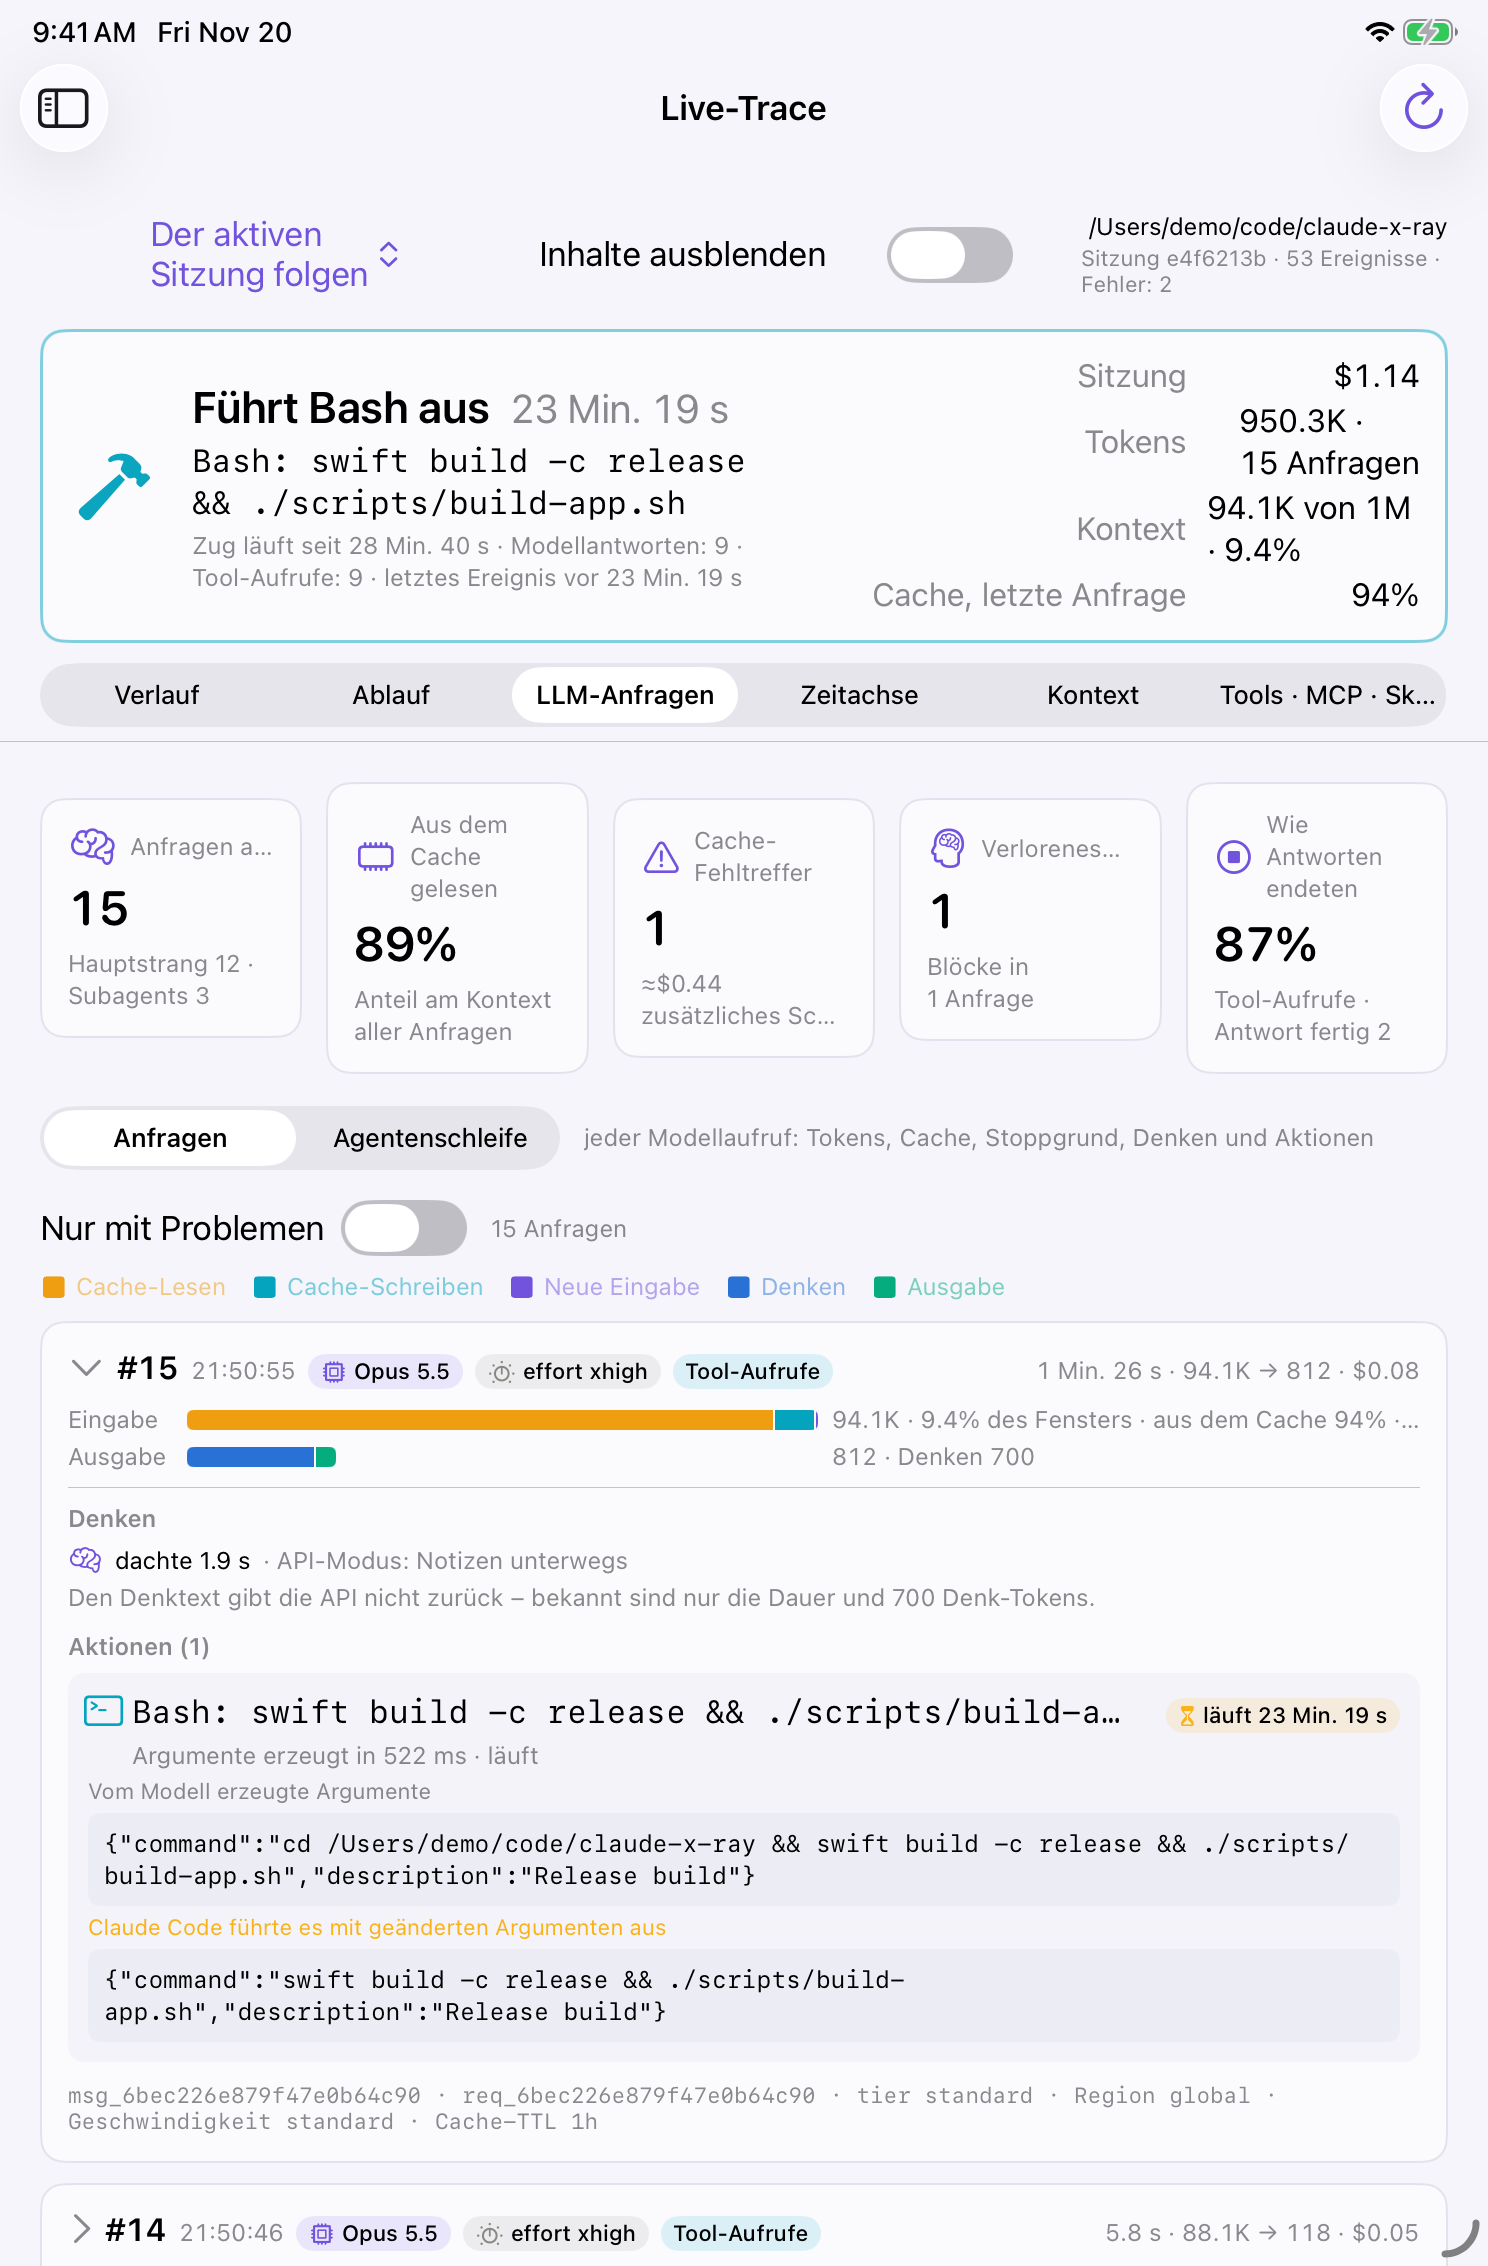 9:41 AM Fri Nov 20
Live-Trace
Der aktiven
Sitzung folgen
Inhalte ausblenden
/Users/demo/code/claude-x-ray
Sitzung e4f6213b · 53 Ereignisse ·
Fehler: 2
Führt Bash aus 23 Min. 19 s
Bash: swift build -c release
&& ./scripts/build-app.sh
Zug läuft seit 28 Min. 40 s · Modellantworten: 9 ·
Tool-Aufrufe: 9 · letztes Ereignis vor 23 Min. 19 s
Sitzung $1.14
Tokens 950.3K ·
15 Anfragen
Kontext 94.1K von 1M
· 9.4%
Cache, letzte Anfrage 94%
Verlauf Ablauf LLM-Anfragen Zeitachse Kontext Tools · MCP · Sk...
Anfragen a...
15
Hauptstrang 12 ·
Subagents 3
Aus dem
Cache
gelesen
89%
Anteil am Kontext
aller Anfragen
Cache-
Fehltreffer
1
≈$0.44
zusätzliches Sc...
Verlorenes...
1
Blöcke in
1 Anfrage
Wie
Antworten
endeten
87%
Tool-Aufrufe ·
Antwort fertig 2
Anfragen Agentenschleife jeder Modellaufruf: Tokens, Cache, Stoppgrund, Denken und Aktionen
Nur mit Problemen 15 Anfragen
Cache-Lesen Cache-Schreiben Neue Eingabe Denken Ausgabe
#15 21:50:55 Opus 5.5 effort xhigh Tool-Aufrufe 1 Min. 26 s · 94.1K → 812 · $0.08
Eingabe 94.1K · 9.4% des Fensters · aus dem Cache 94% ·...
Ausgabe 812 · Denken 700
Denken
dachte 1.9 s · API-Modus: Notizen unterwegs
Den Denktext gibt die API nicht zurück – bekannt sind nur die Dauer und 700 Denk-Tokens.
Aktionen (1)
Bash: swift build -c release && ./scripts/build-a... läuft 23 Min. 19 s
Argumente erzeugt in 522 ms · läuft
Vom Modell erzeugte Argumente
{"command":"cd /Users/demo/code/claude-x-ray && swift build -c release && ./scripts/
build-app.sh","description":"Release build"}
Claude Code führte es mit geänderten Argumenten aus
{"command":"swift build -c release && ./scripts/build-
app.sh","description":"Release build"}
msg_6bec226e879f47e0b64c90 · req_6bec226e879f47e0b64c90 · tier standard · Region global ·
Geschwindigkeit standard · Cache-TTL 1h
#14 21:50:46 Opus 5.5 effort xhigh Tool-Aufrufe 5.8 s · 88.1K → 118 · $0.05